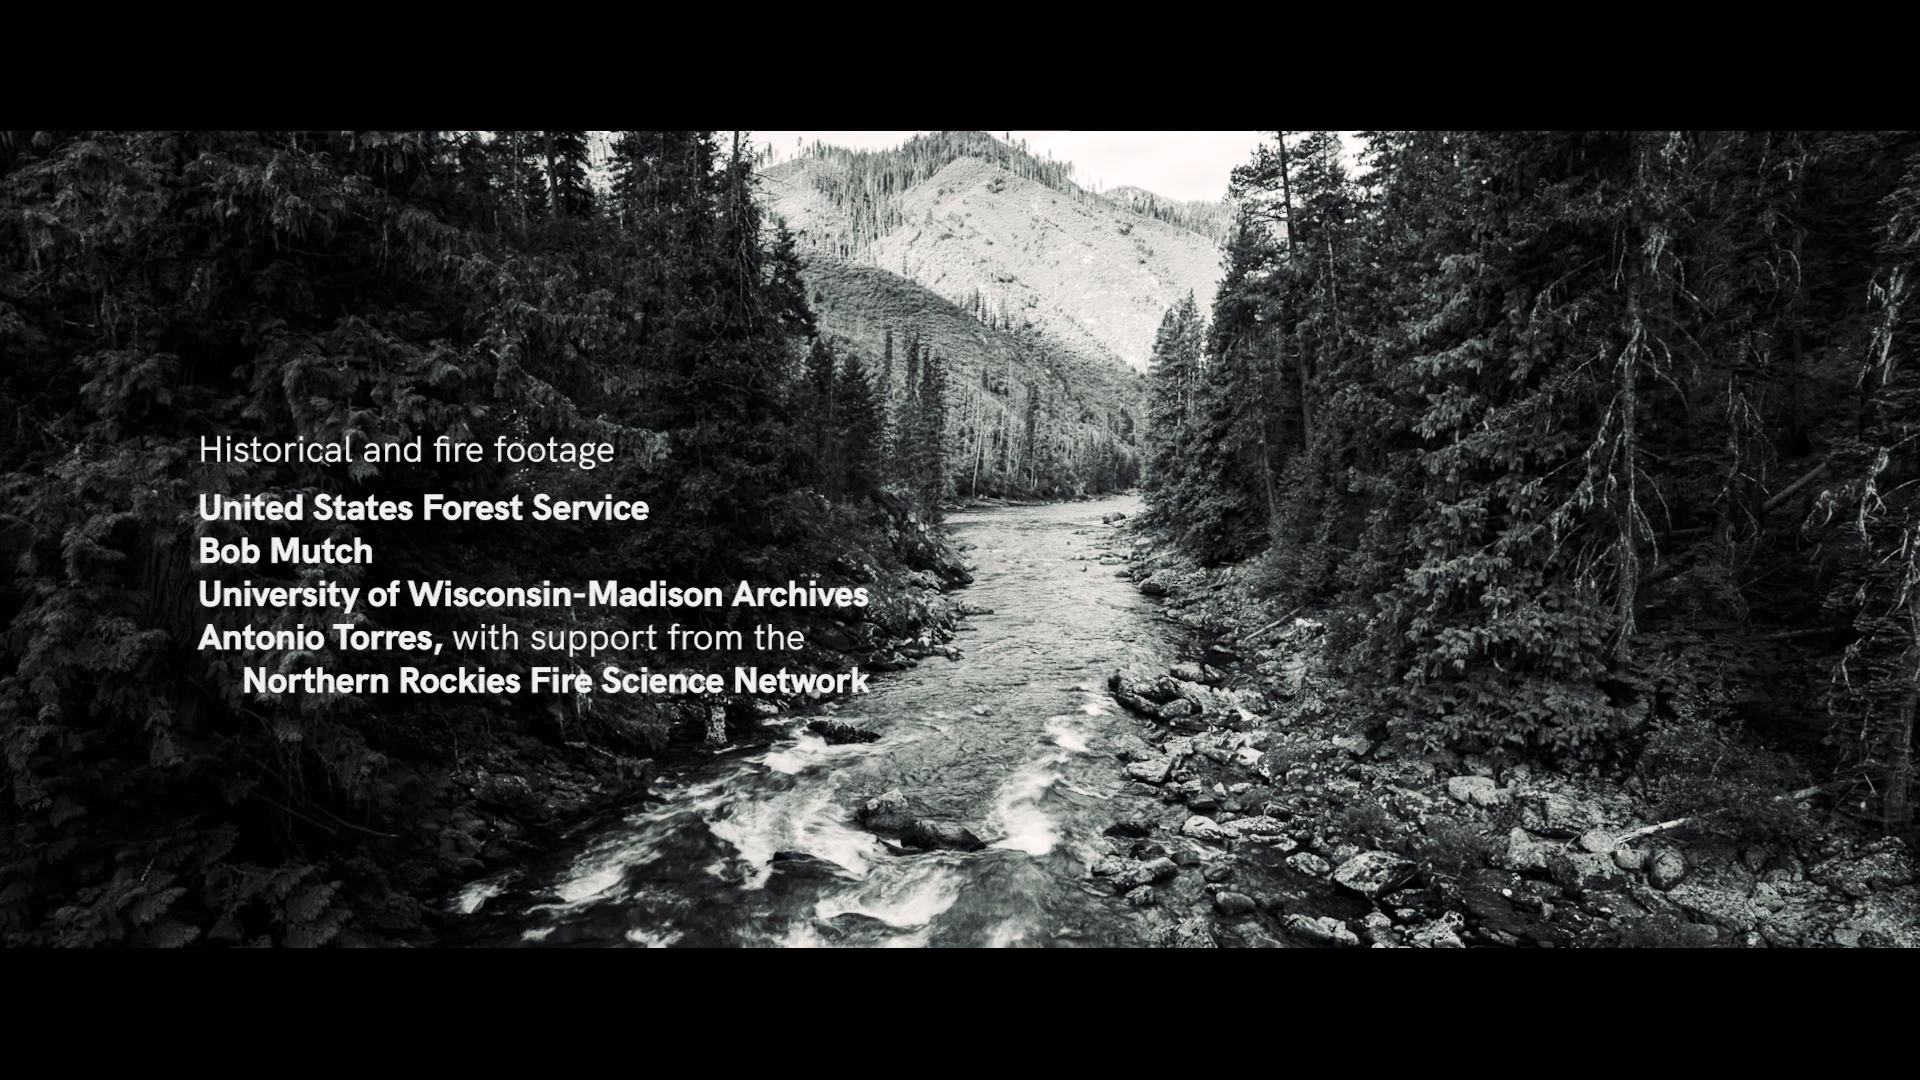 Historical and fire footage
United States Forest Service
Bob Mutch
University of Wisconsin-Madison Archives
Antonio Torres, with support from the
Northern Rockies Fire Science Network